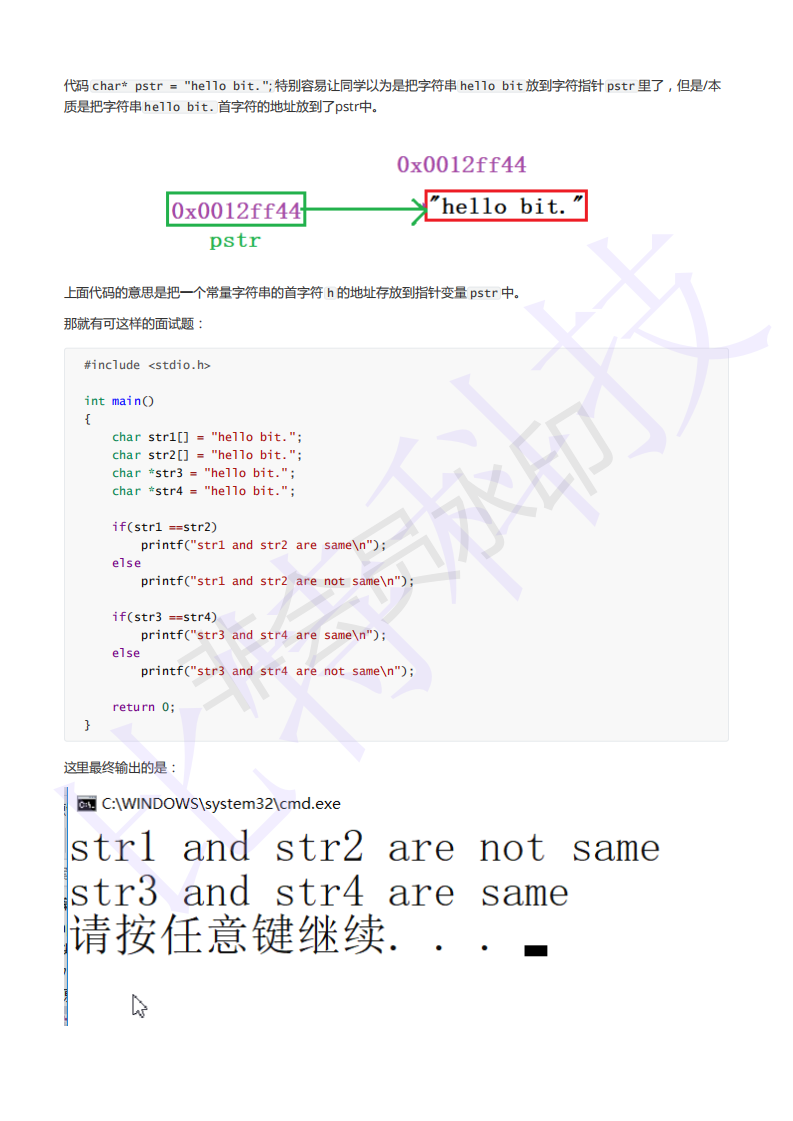 代码 char* pstr = "hello bit."; 特别容易让同学以为是把字符串 hello bit 放到字符指针 pstr 里了，但是/本
质是把字符串 hello bit. 首字符的地址放到了pstr中。
0x0012ff44
0x0012ff44
"hello bit."
pstr
上面代码的意思是把一个常量字符串的首字符 h 的地址存放到指针变量 pstr 中。
那就有可这样的面试题：
#include <stdio.h>
int main()
{
    char str1[] = "hello bit.";
    char str2[] = "hello bit.";
    char *str3 = "hello bit.";
    char *str4 = "hello bit.";
    if(str1 ==str2)
        printf("str1 and str2 are same\n");
    else
        printf("str1 and str2 are not same\n");
    if(str3 ==str4)
        printf("str3 and str4 are same\n");
    else
        printf("str3 and str4 are not same\n");
    return 0;
}
这里最终输出的是：
C:\WINDOWS\system32\cmd.exe
str1 and str2 are not same
str3 and str4 are same
请按任意键继续. . .
比特科技
非会员水印